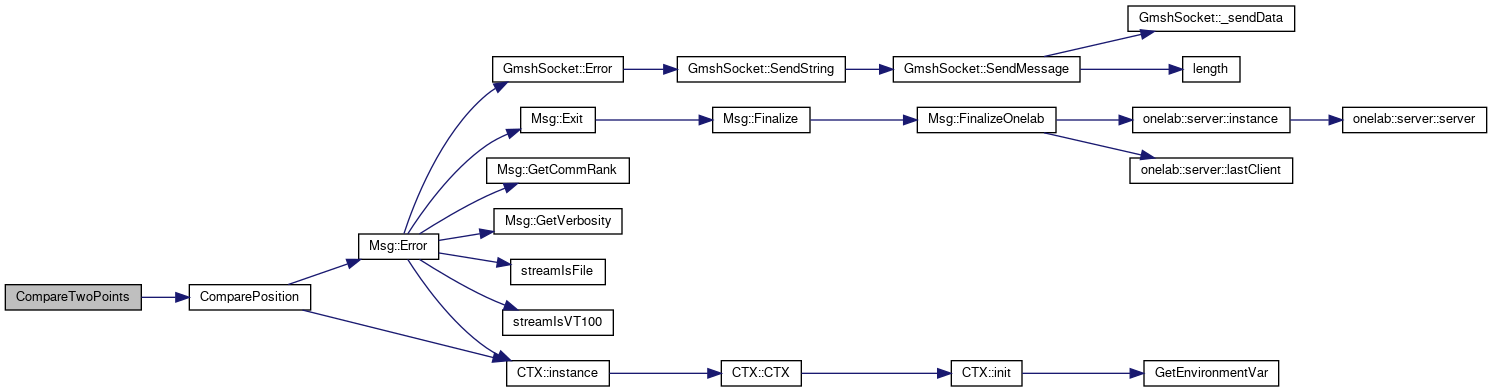 GmshSocket::_sendData
GmshSocket::Error
GmshSocket::SendString
GmshSocket::SendMessage
length
Msg::Exit
Msg::Finalize
Msg::FinalizeOnelab
onelab::server::instance
onelab::server::server
Msg::GetCommRank
onelab::server::lastClient
Msg::GetVerbosity
Msg::Error
streamIsFile
CompareTwoPoints
ComparePosition
streamIsVT100
CTX::instance
CTX::CTX
CTX::init
GetEnvironmentVar